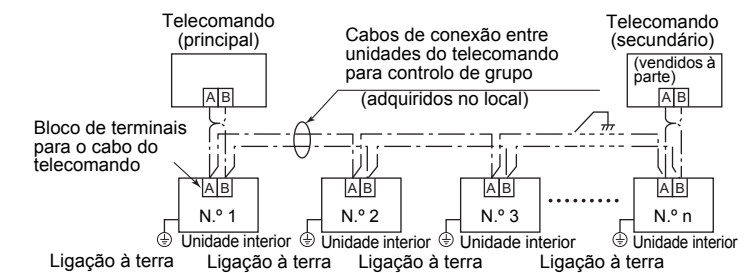 Telecomando
(principal)
Cabos de conexão entre
unidades do telecomando
para controlo de grupo
(adquiridos no local)
Telecomando
(secundário)
(vendidos à
parte)
A B
A B
Bloco de terminais
para o cabo do
telecomando
A B
A B
A B
A B
N.º 1
N.º 2
N.º 3
N.º n
Unidade interior
Unidade interior
Unidade interior
Unidade interior
Ligação à terra
Ligação à terra
Ligação à terra
Ligação à terra